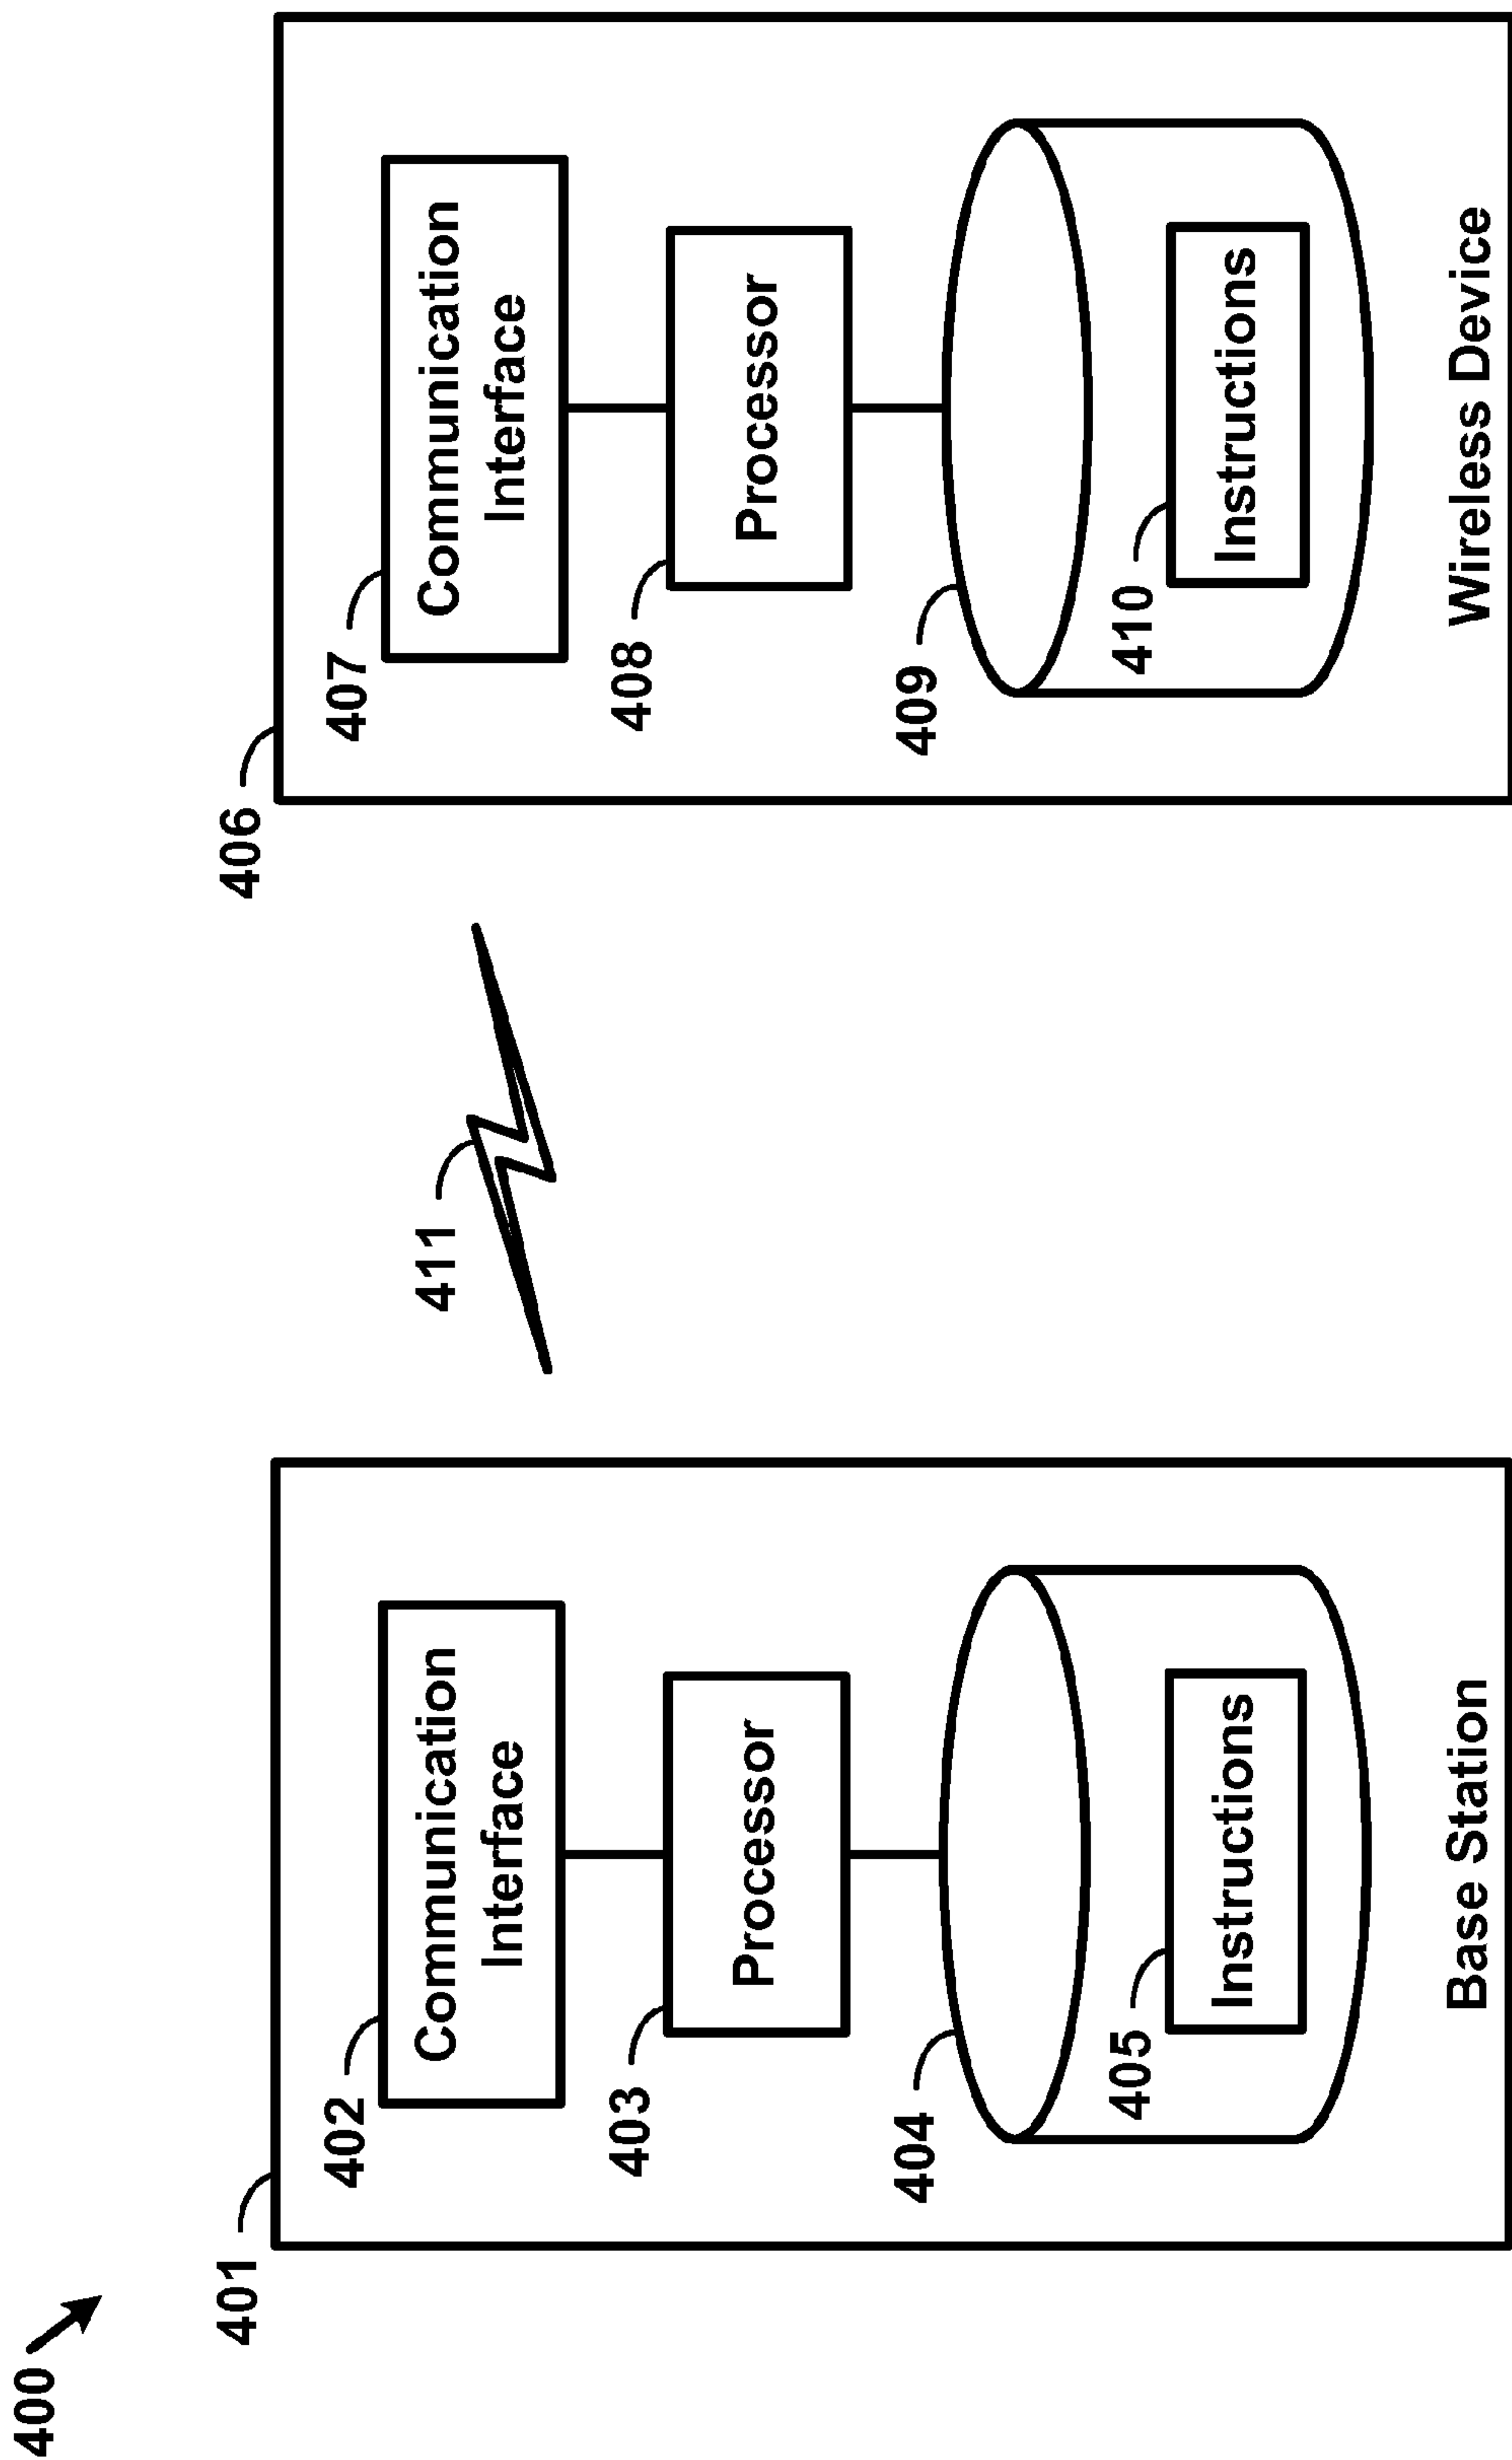 400
401
402
Communication
Interface
403
Processor
404
405
Instructions
Base Station
411
406
407
Communication
Interface
408
Processor
409
410
Instructions
Wireless Device